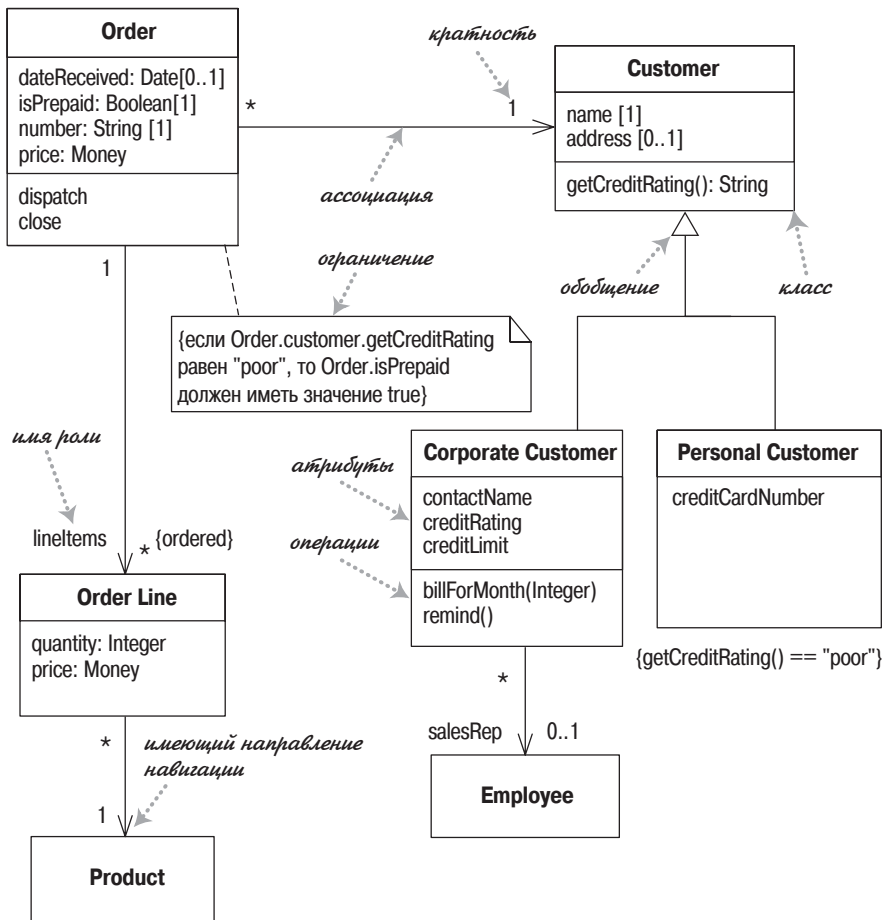 Order
dateReceived: Date[0..1]
isPrepaid: Boolean[1]
number: String [1]
price: Money
dispatch
close
*
1
кратность
ассоциация
Customer
name [1]
address [0..1]
getCreditRating(): String
1
ограничение
обобщение
класс
{если Order.customer.getCreditRating
равен "poor", то Order.isPrepaid
должен иметь значение true}
имя роли
lineItems
*
{ordered}
Order Line
quantity: Integer
price: Money
атрибуты
операции
Corporate Customer
contactName
creditRating
creditLimit
billForMonth(Integer)
remind()
Personal Customer
creditCardNumber
{getCreditRating() == "poor"}
*
имеющий направление
навигации
1
Product
*
salesRep
0..1
Employee